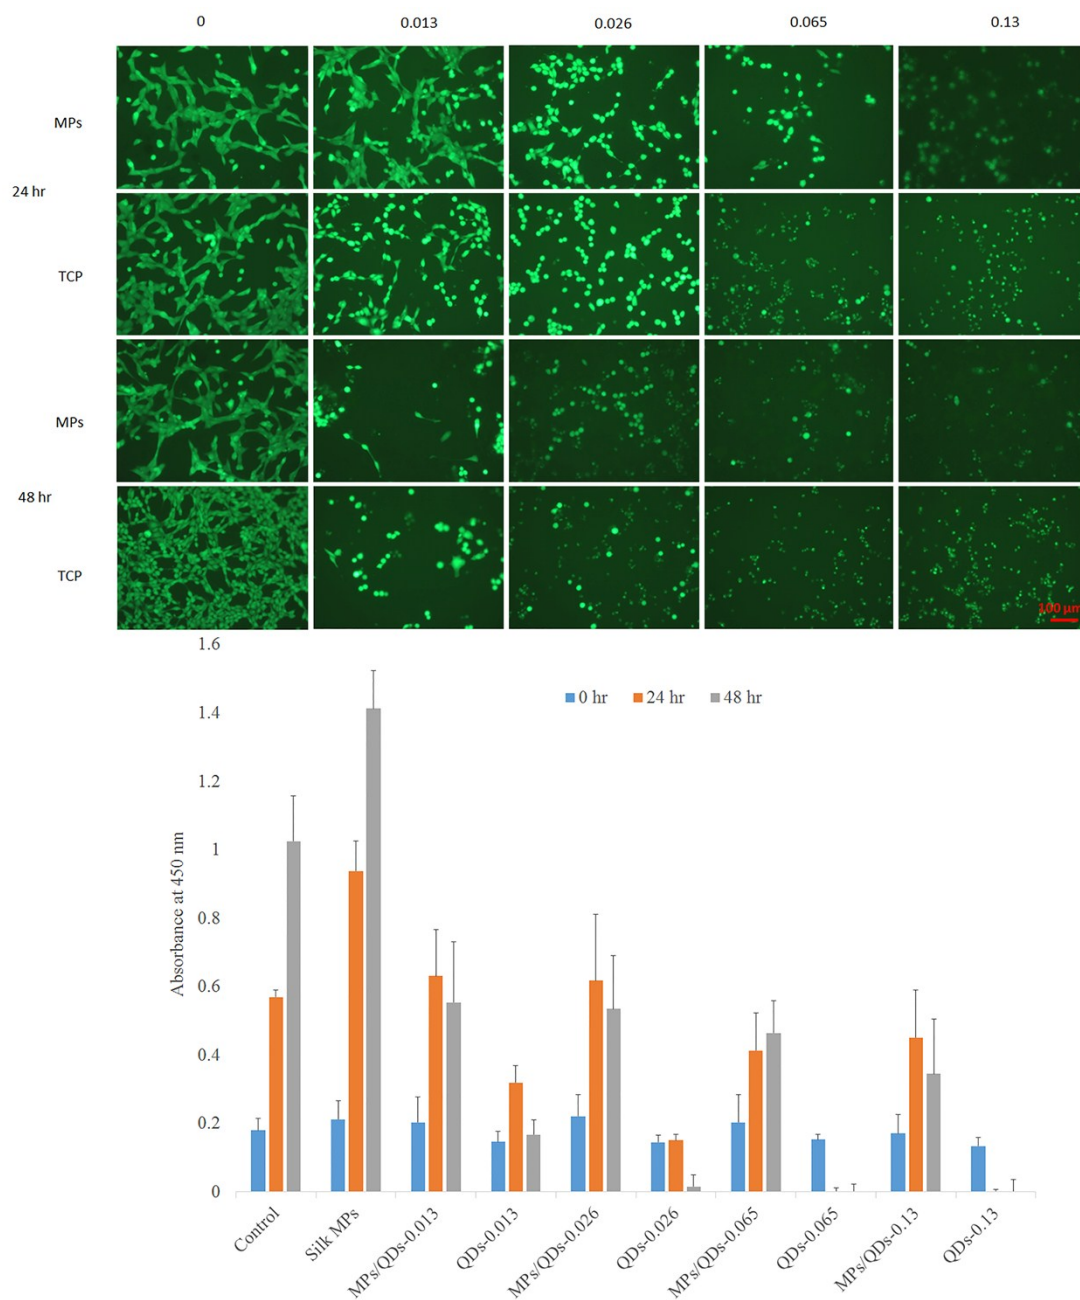 0 0.013 0.026 0.065 0.13
MPs
24 hr
TCP
MPs
48 hr
TCP
100 µm
1.6
0 hr 24 hr 48 hr
1.4
1.2
1
0.8
0.6
0.4
0.2
0
Absorbance at 450 nm
Control
Silk MPs
MPs/QDs-0.013
QDs-0.013
MPs/QDs-0.026
QDs-0.026
MPs/QDs-0.065
QDs-0.065
MPs/QDs-0.13
QDs-0.13